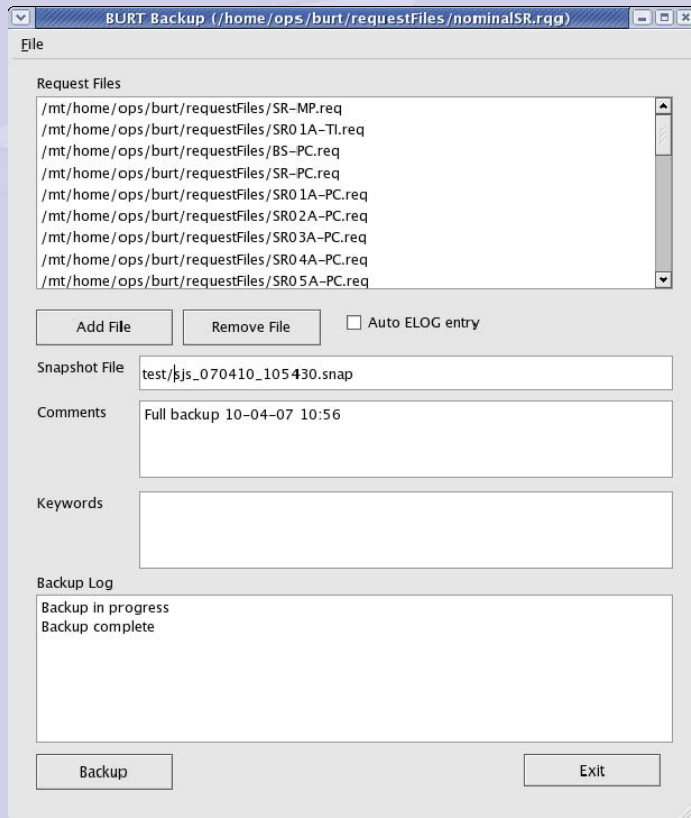 BURT Backup (/home/ops/burt/requestFiles/nominalSR.rqg)
File
Request Files
/mt/home/ops/burt/requestFiles/SR-MP.req
/mt/home/ops/burt/requestFiles/SR01A-TI.req
/mt/home/ops/burt/requestFiles/BS-PC.req
/mt/home/ops/burt/requestFiles/SR-PC.req
/mt/home/ops/burt/requestFiles/SR01A-PC.req
/mt/home/ops/burt/requestFiles/SR02A-PC.req
/mt/home/ops/burt/requestFiles/SR03A-PC.req
/mt/home/ops/burt/requestFiles/SR04A-PC.req
/mt/home/ops/burt/requestFiles/SR05A-PC.req
Add File Remove File Auto ELOG entry
Snapshot File test/sjs_070410_105430.snap
Comments Full backup 10-04-07 10:56
Keywords
Backup Log
Backup in progress
Backup complete
Backup Exit